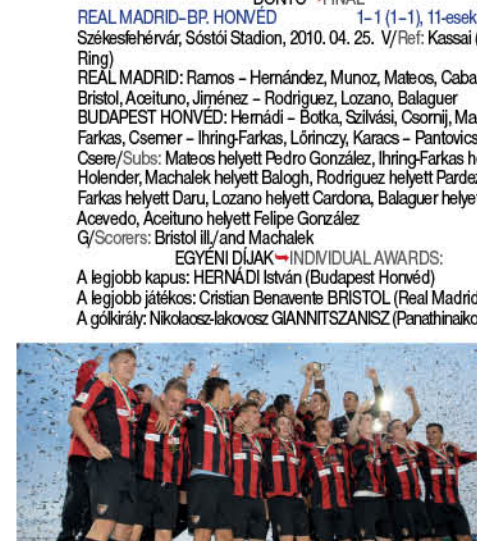 DÖNTŐ➞FINAL
REAL MADRID–BP. HONVÉD 1–1 (1–1), 11-esek
Székesfehérvár, Sóstói Stadion, 2010. 04. 25. V/Ref: Kassai (
Ring)
REAL MADRID: Ramos – Hernández, Munoz, Mateos, Caba
Bristol, Aceituno, Jiménez – Rodriguez, Lozano, Balaguer
BUDAPEST HONVÉD: Hernádi – Botka, Szilvási, Csornij, Ma
Farkas, Csemer – Ihring-Farkas, Lőrinczy, Karacs – Pantovics
Csere/Subs: Mateos helyett Pedro González, Ihring-Farkas he
Holender, Machalek helyett Balogh, Rodriguez helyett Pardez
Farkas helyett Daru, Lozano helyett Cardona, Balaguer helye
Acevedo, Aceituno helyett Felipe González
G/Scorers: Bristol ill./and Machalek
EGYÉNI DÍJAK➞INDIVIDUAL AWARDS:
A legjobb kapus: HERNÁDI István (Budapest Honvéd)
A legjobb játékos: Cristian Benavente BRISTOL (Real Madrid
A gólkirály: Nikolaosz-Iakovosz GIANNITSZANISZ (Panathinaiko